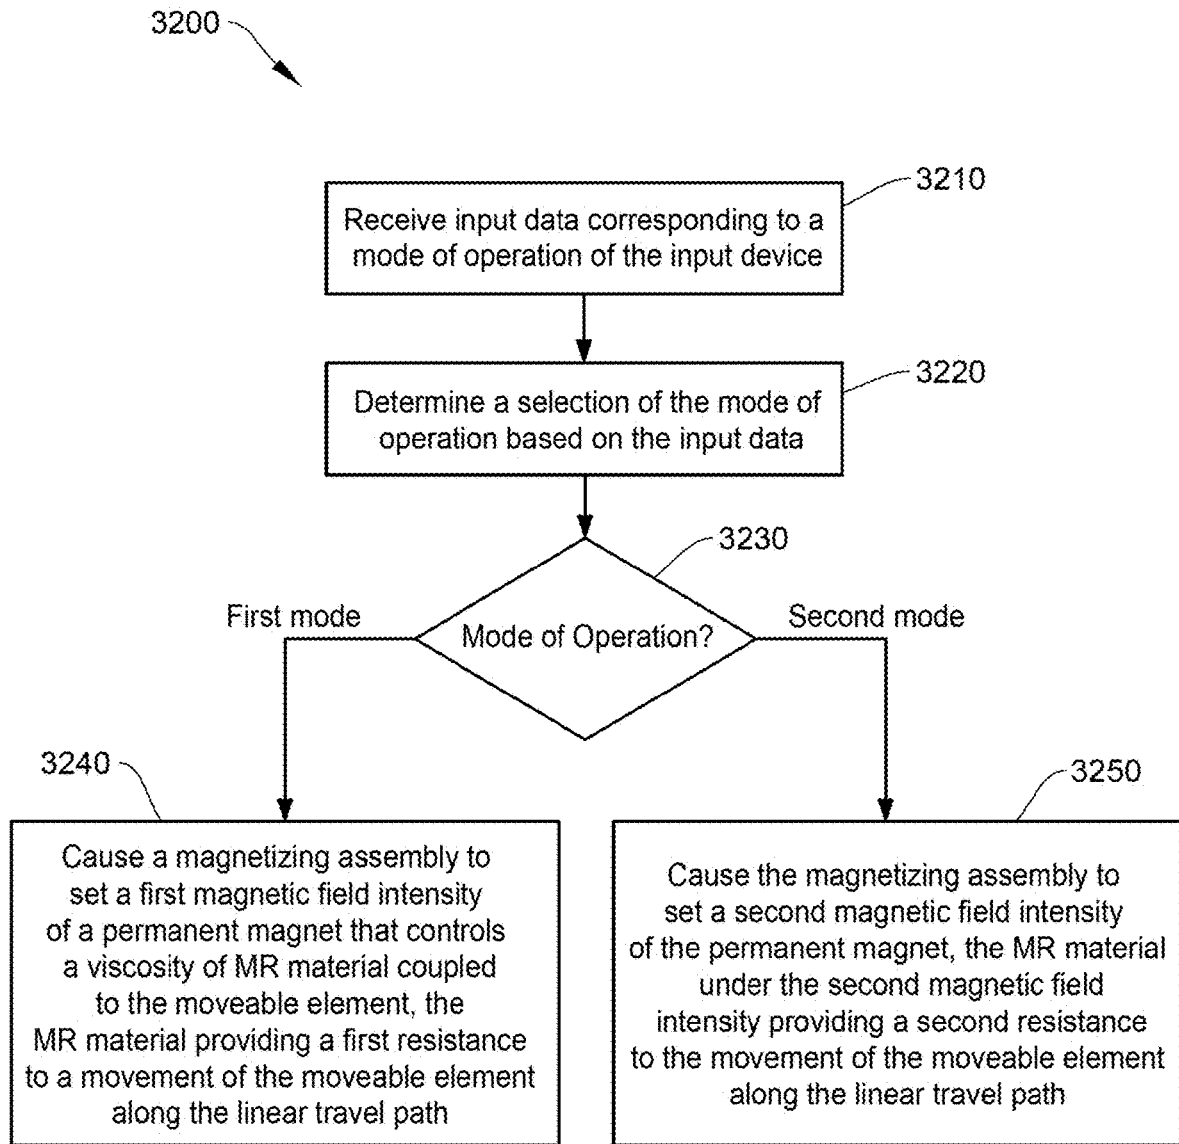 3200
3210
Receive input data corresponding to a
mode of operation of the input device
3220
Determine a selection of the mode of
operation based on the input data
3230
First mode
Mode of Operation?
Second mode
3240
Cause a magnetizing assembly to
set a first magnetic field intensity
of a permanent magnet that controls
a viscosity of MR material coupled
to the moveable element, the
MR material providing a first resistance
to a movement of the moveable element
along the linear travel path
3250
Cause the magnetizing assembly to
set a second magnetic field intensity
of the permanent magnet, the MR material
under the second magnetic field
intensity providing a second resistance
to the movement of the moveable element
along the linear travel path